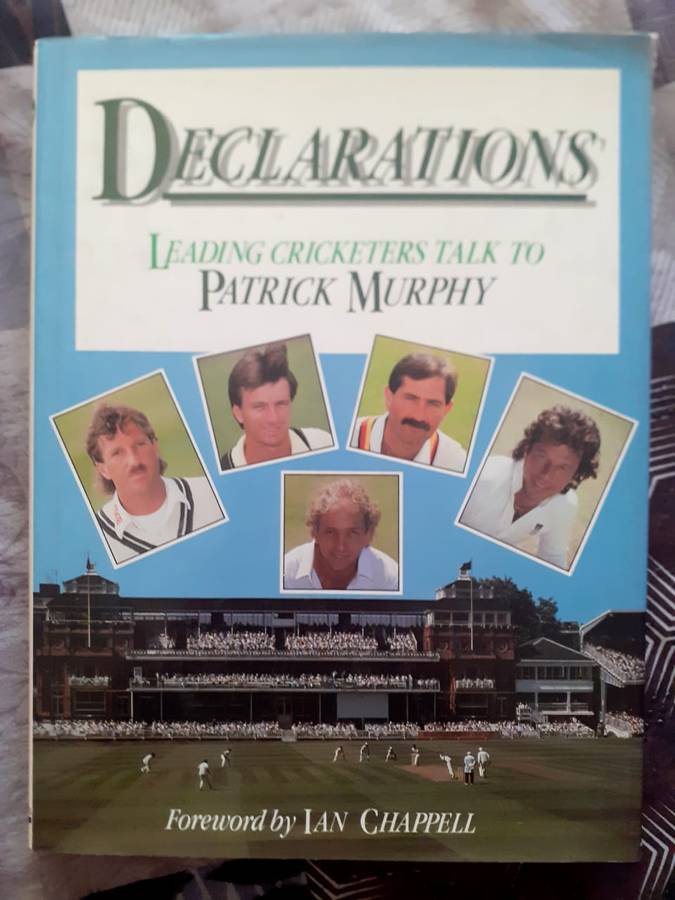 DECLARATIONS
LEADING CRICKETERS TALK TO
PATRICK MURPHY
Foreword by IAN CHAPPELL